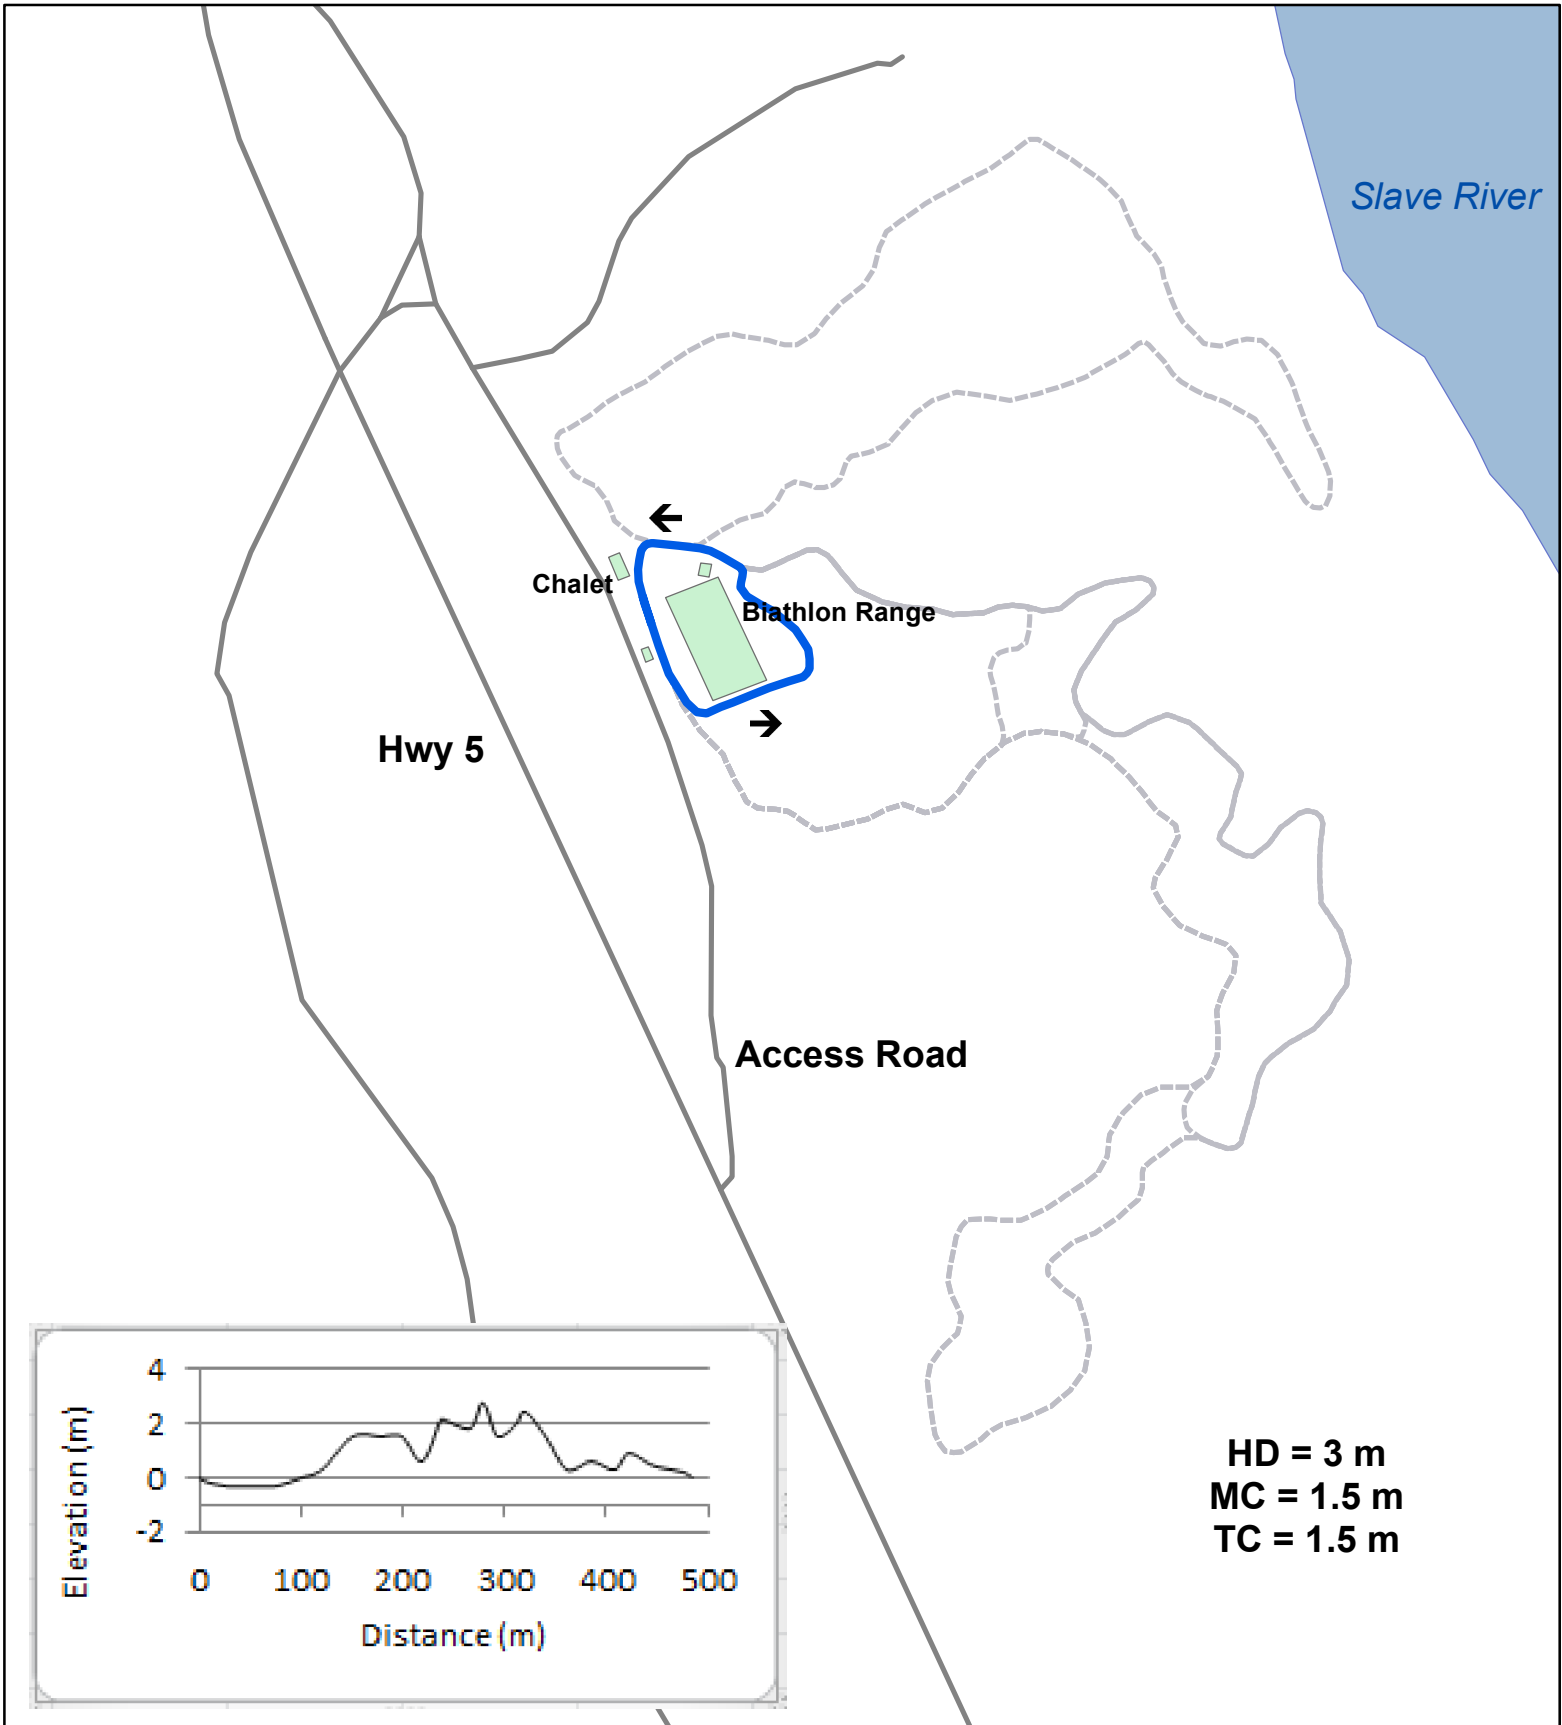 Slave River
Chalet
Biathlon Range
Hwy 5
Access Road
HD = 3 m
MC = 1.5 m
TC = 1.5 m
Elevation (m)
4
2
0
-2
0 100 200 300 400 500
Distance (m)